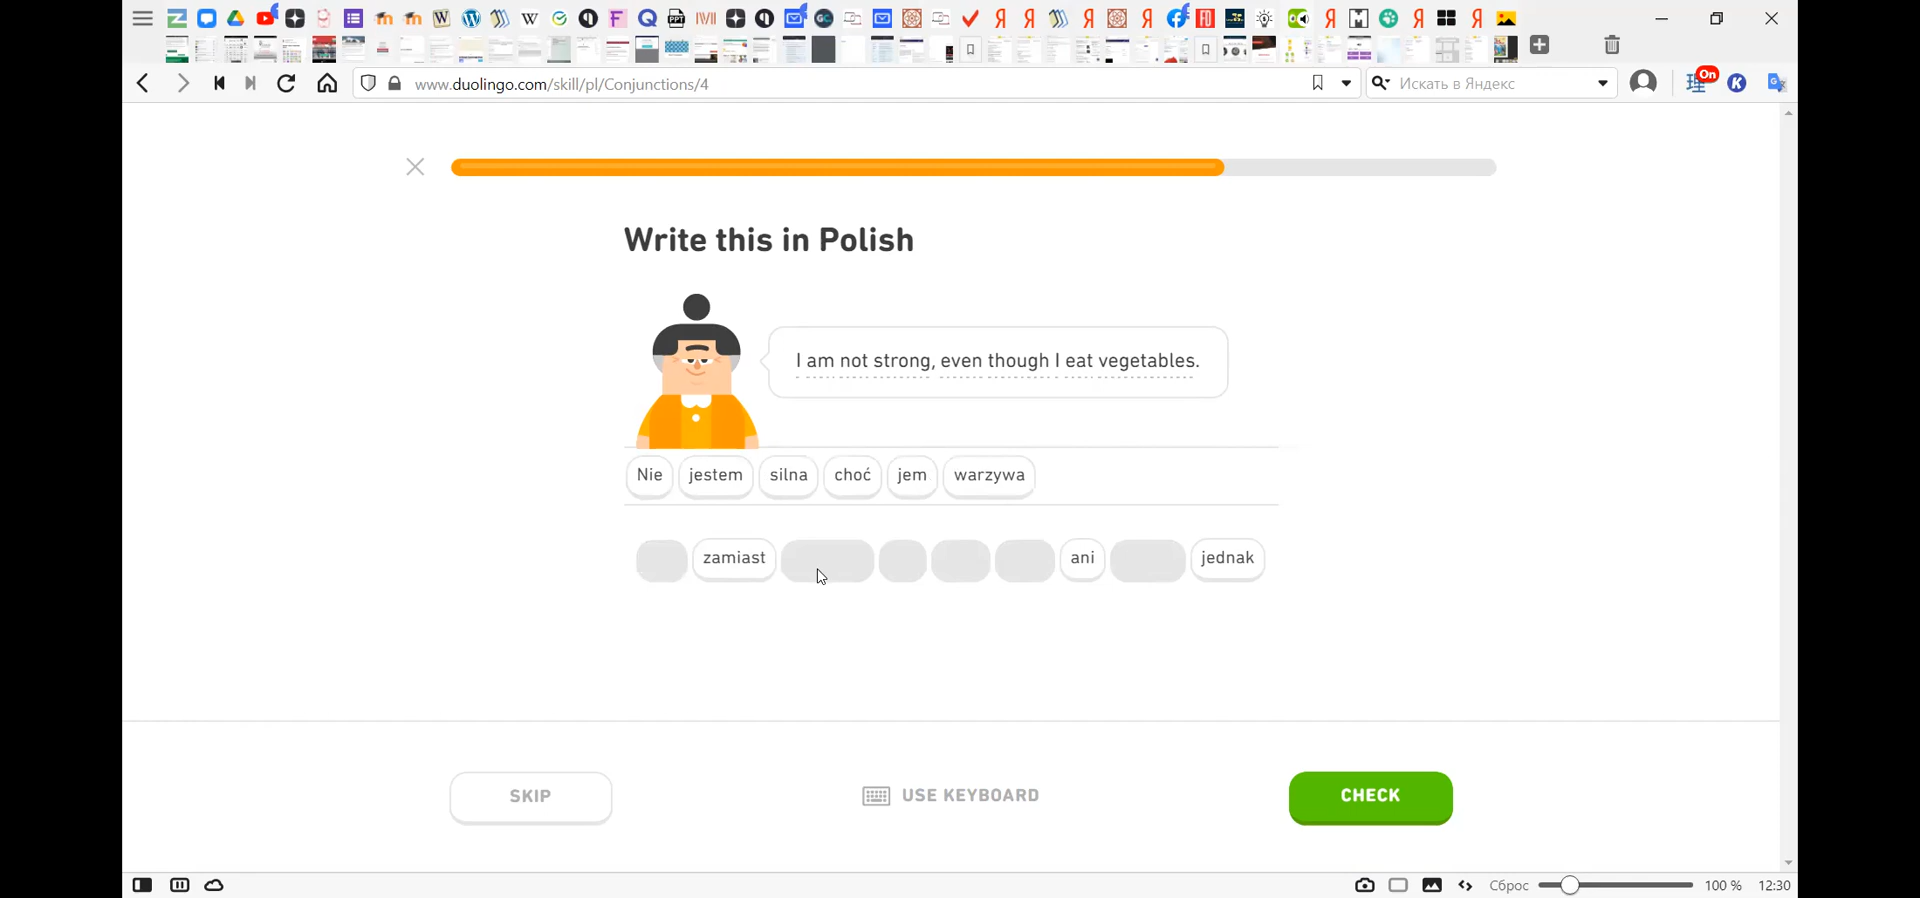 www.duolingo.com/skill/pl/Conjunctions/4
Искать в Яндекс
On
Write this in Polish
I am not strong, even though I eat vegetables.
Nie jestem silna choć jem warzywa
zamiast ani jednak
SKIP
USE KEYBOARD
CHECK
Сброс 100 % 12:30